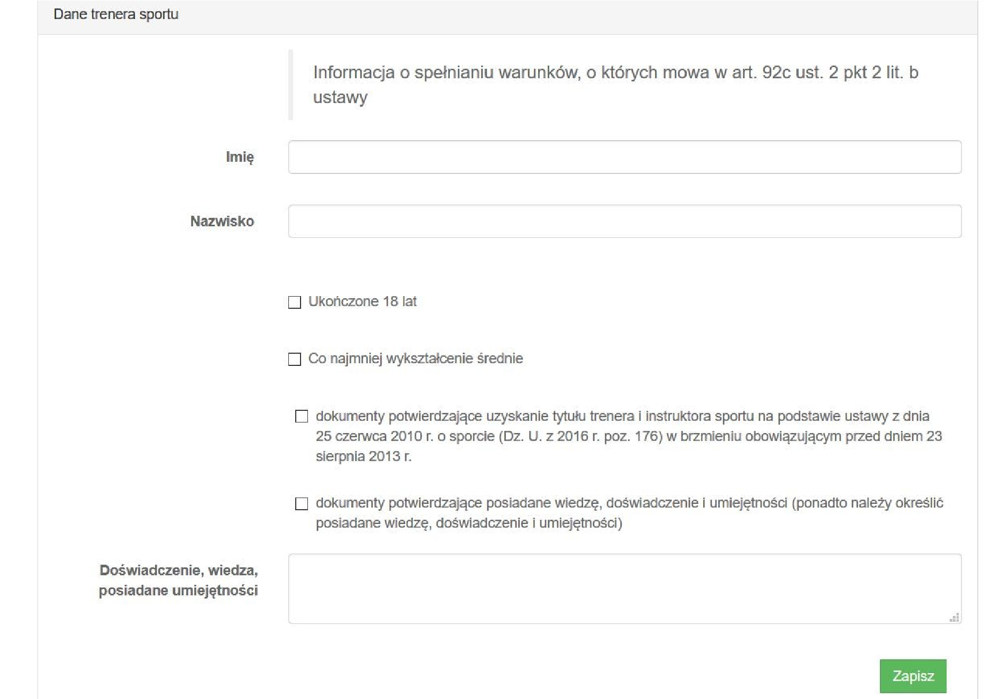 Dane trenera sportu
Informacja o spełnianiu warunków, o których mowa w art. 92c ust. 2 pkt 2 lit. b
ustawy
Imię
Nazwisko
Ukończone 18 lat
Co najmniej wykształcenie średnie
dokumenty potwierdzające uzyskanie tytułu trenera i instruktora sportu na podstawie ustawy z dnia
25 czerwca 2010 r. o sporcie (Dz. U. z 2016 r. poz. 176) w brzmieniu obowiązującym przed dniem 23
sierpnia 2013 r.
dokumenty potwierdzające posiadane wiedzę, doświadczenie i umiejętności (ponadto należy określić
posiadane wiedzę, doświadczenie i umiejętności)
Doświadczenie, wiedza,
posiadane umiejętności
Zapisz